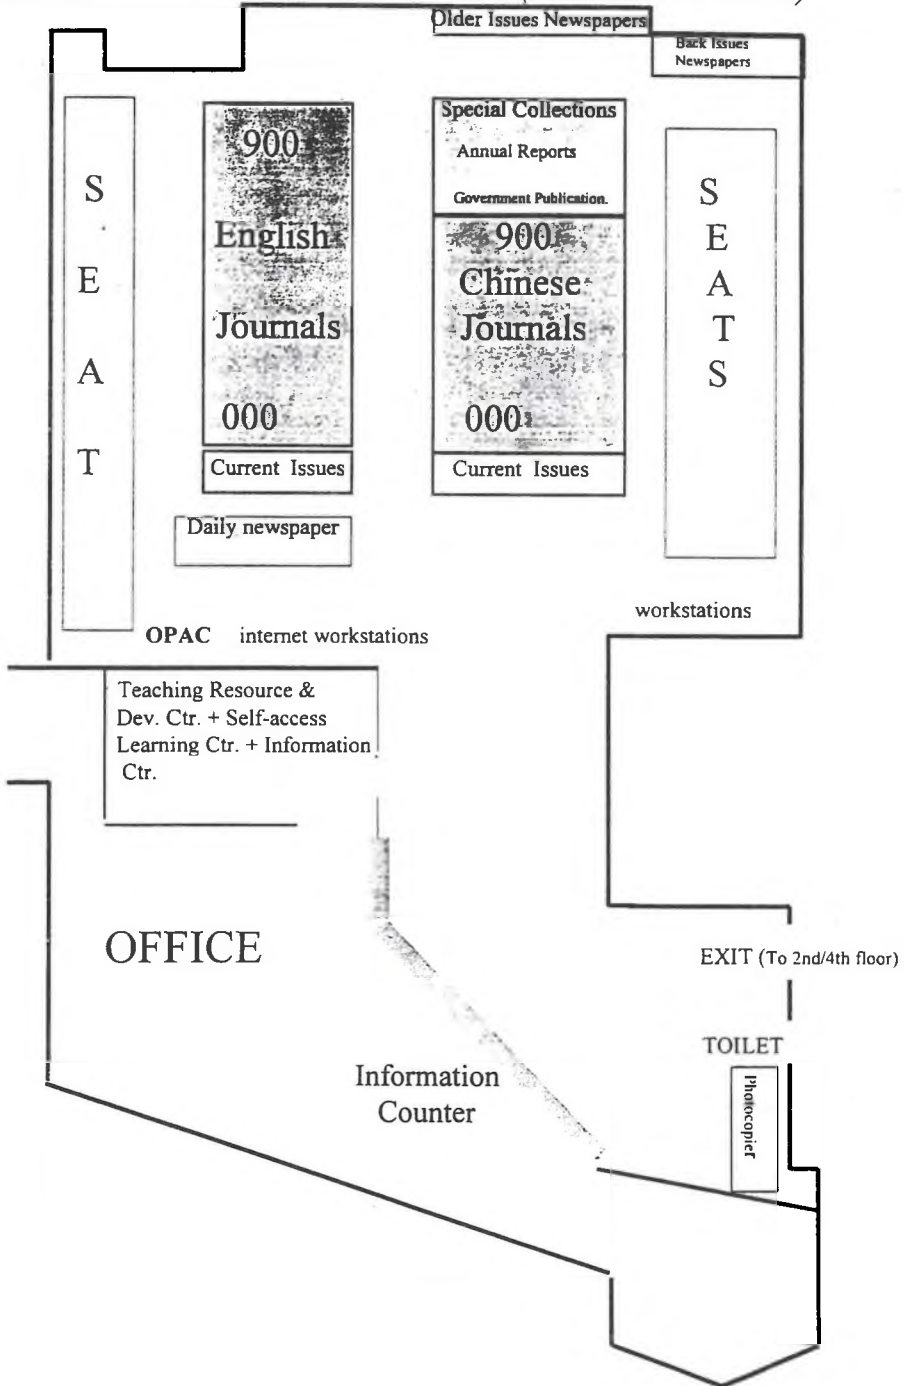 Older Issues Newspapers
Back Issues
Newspapers
S
E
A
T
900
English
Journals
000
Current Issues
Daily newspaper
Special Collections
Annual Reports
Government Publication.
900
Chinese
Journals
000
Current Issues
S
E
A
T
S
OPAC internet workstations
workstations
Teaching Resource &
Dev. Ctr. + Self-access
Learning Ctr. + Information
Ctr.
OFFICE
EXIT (To 2nd/4th floor)
TOILET
Photocopier
Information
Counter